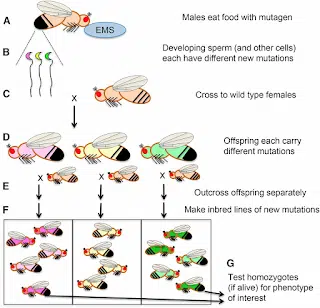 A
EMS
Males eat food with mutagen
B
Developing sperm (and other cells)
each have different new mutations
C
X
Cross to wild type females
D
Offspring each carry
different mutations
X
X
X
E
Outcross offspring separately
F
Make inbred lines of new mutations
G
Test homozygotes
(if alive) for phenotype
of interest